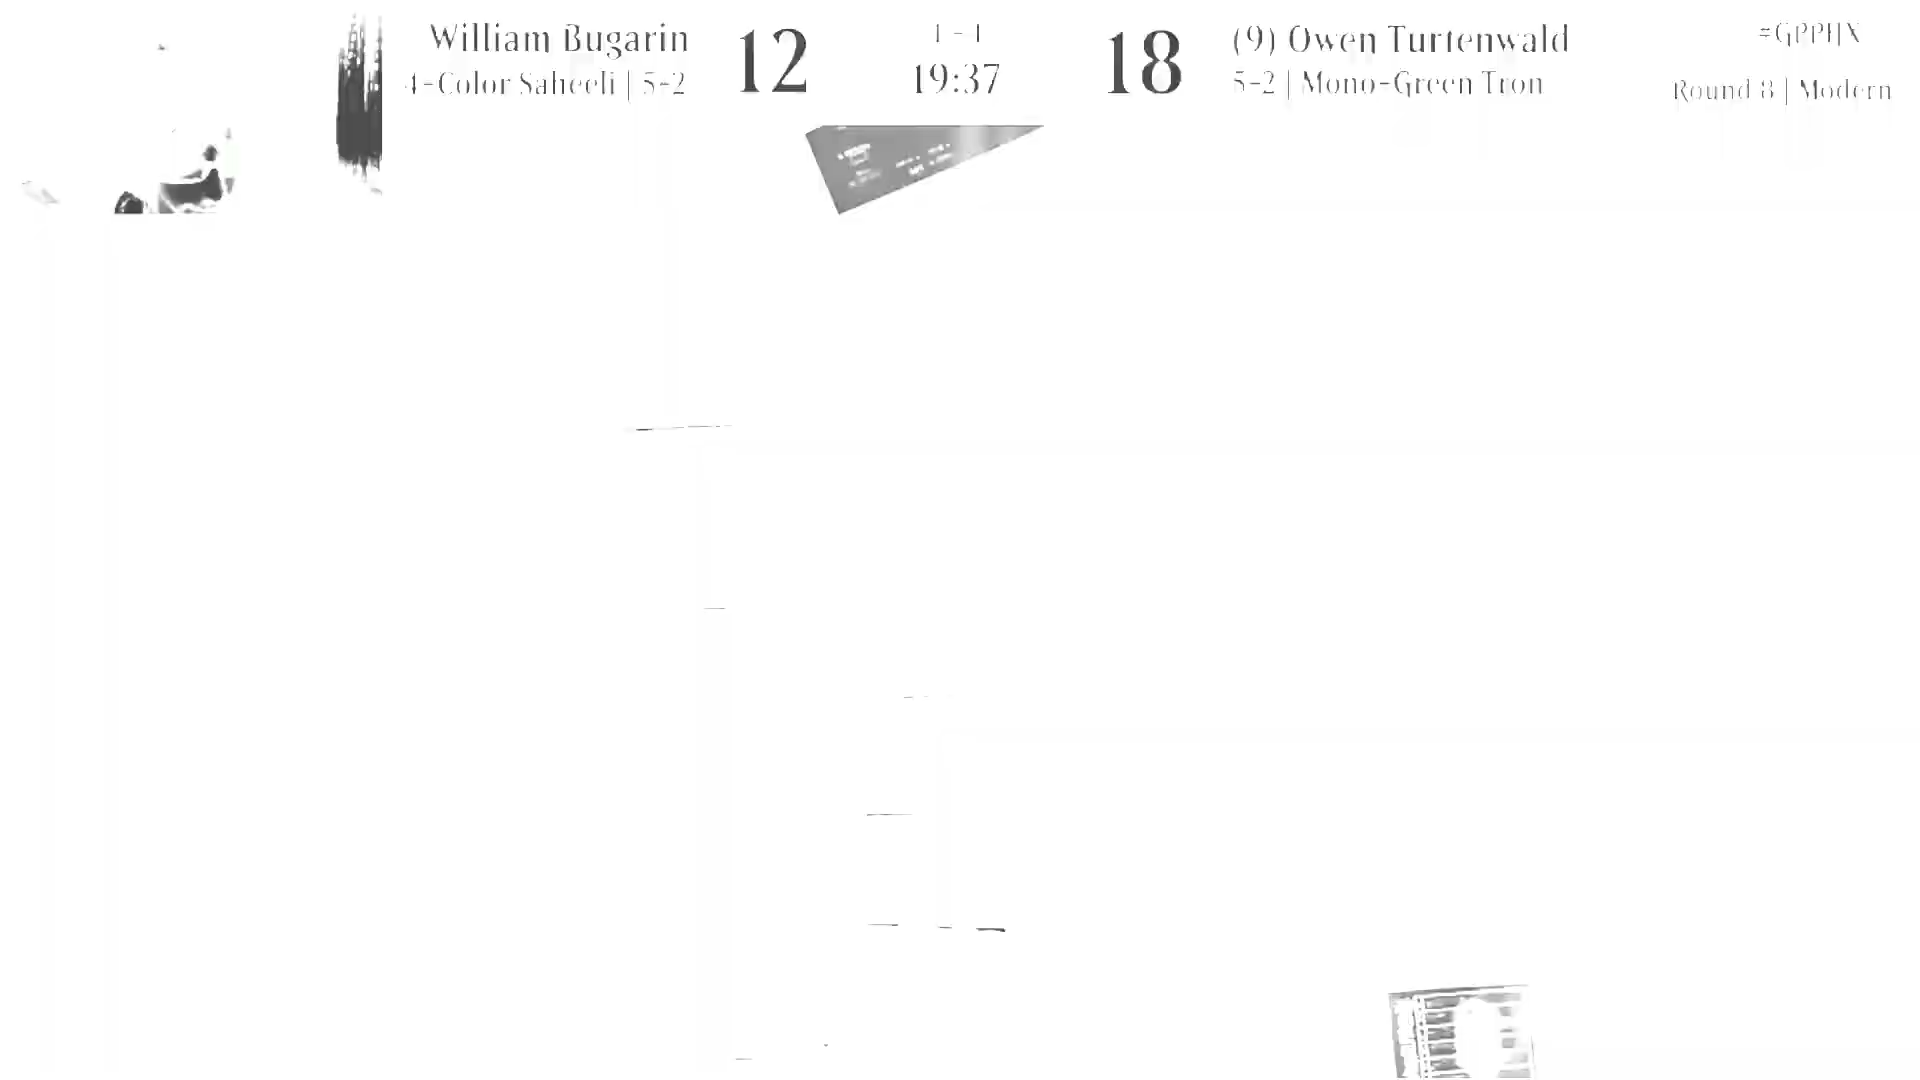 William Bugarin
4-Color Saheeli | 5-2
12
1 - 1
19:37
18
(9) Owen Turtenwald
5-2 | Mono-Green Tron
#GPPHX
Round 8 | Modern